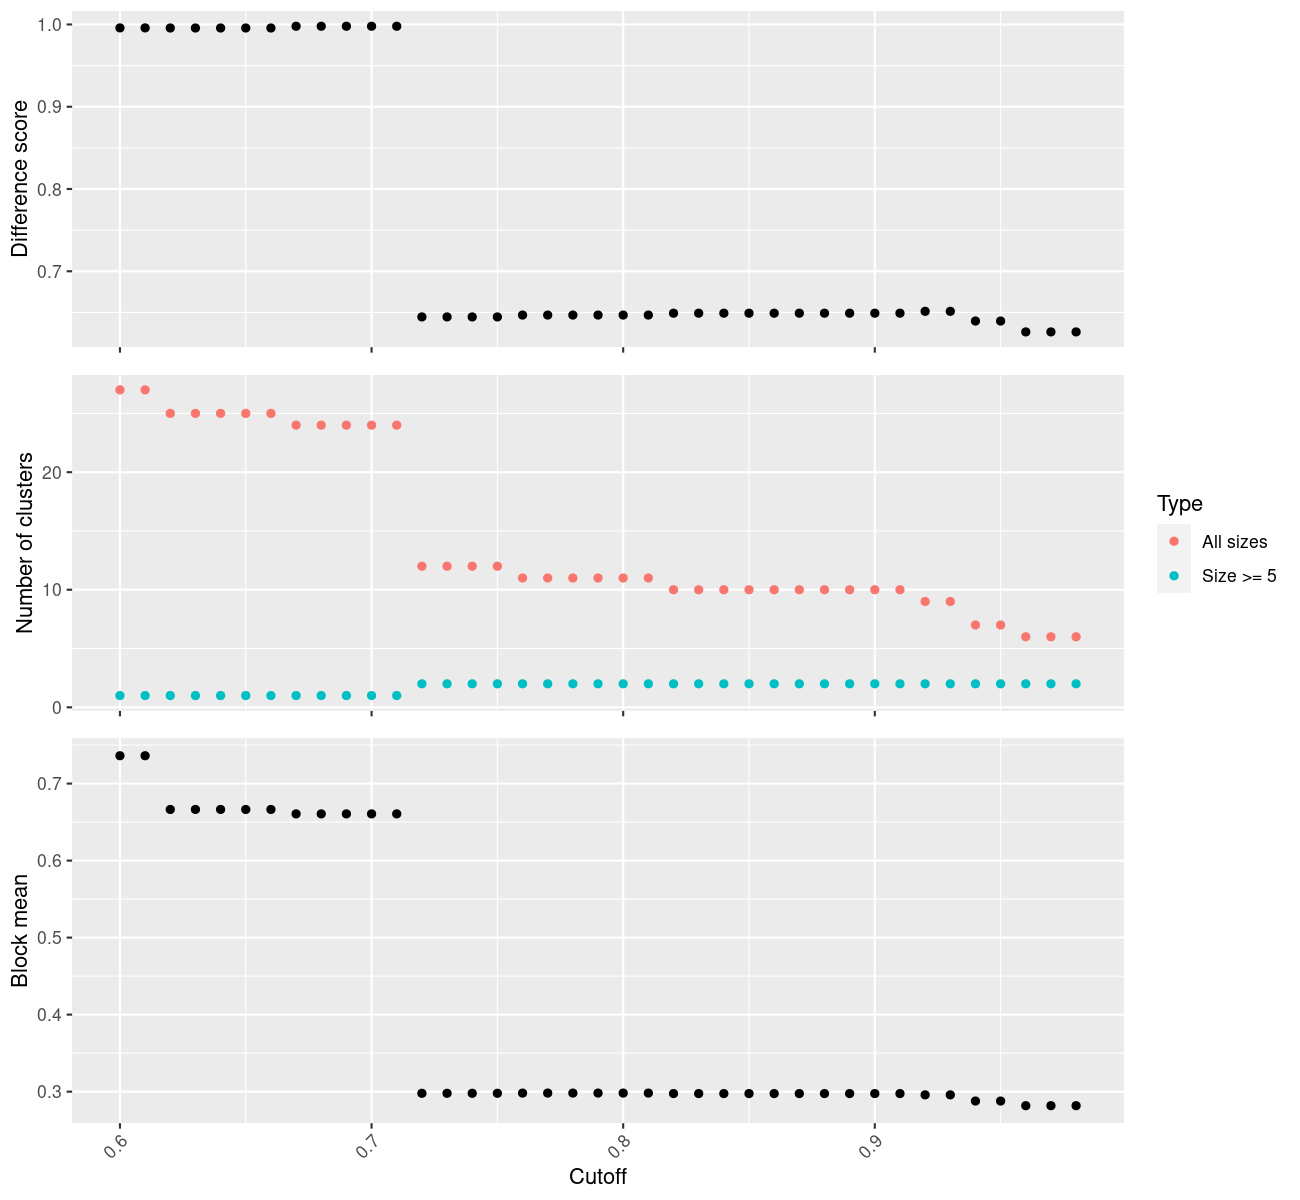 Difference score
1.0
0.9
0.8
0.7
Number of clusters
20
10
0
Type
All sizes
Size >= 5
Block mean
0.7
0.6
0.5
0.4
0.3
0.6
0.7
0.8
0.9
Cutoff